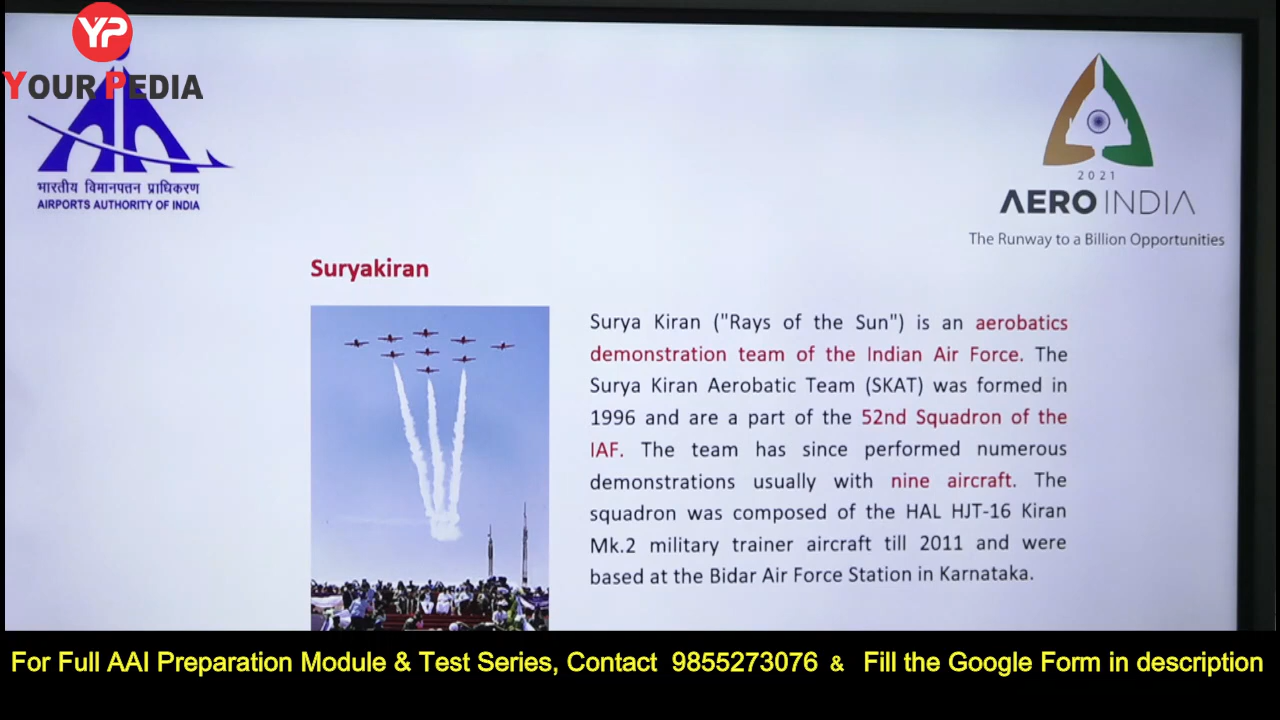 YP
YOUR PEDIA
भारतीय विमानपत्तन प्राधिकरण
AIRPORTS AUTHORITY OF INDIA
2021
AERO INDIA
The Runway to a Billion Opportunities
Suryakiran
Surya Kiran ("Rays of the Sun") is an aerobatics
demonstration team of the Indian Air Force. The
Surya Kiran Aerobatic Team (SKAT) was formed in
1996 and are a part of the 52nd Squadron of the
IAF. The team has since performed numerous
demonstrations usually with nine aircraft. The
squadron was composed of the HAL HJT-16 Kiran
Mk.2 military trainer aircraft till 2011 and were
based at the Bidar Air Force Station in Karnataka.
For Full AAI Preparation Module & Test Series, Contact 9855273076 & Fill the Google Form in description